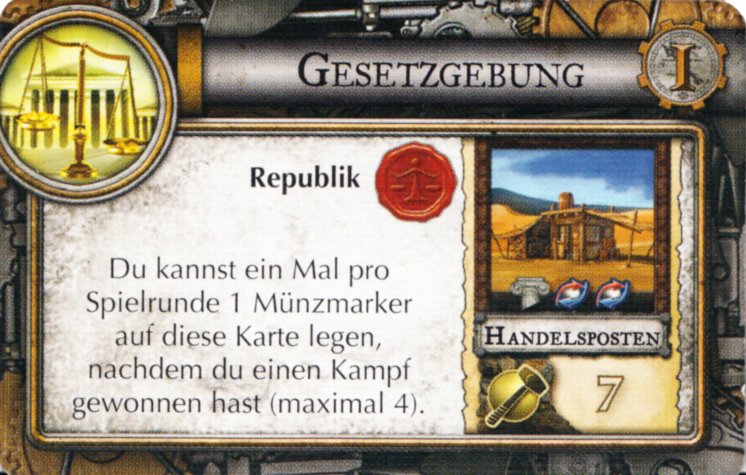 GESETZGEBUNG
I
Republik
Du kannst ein Mal pro
Spielrunde 1 Münzmarker
auf diese Karte legen,
nachdem du einen Kampf
gewonnen hast (maximal 4).
HANDELSPOSTEN
7